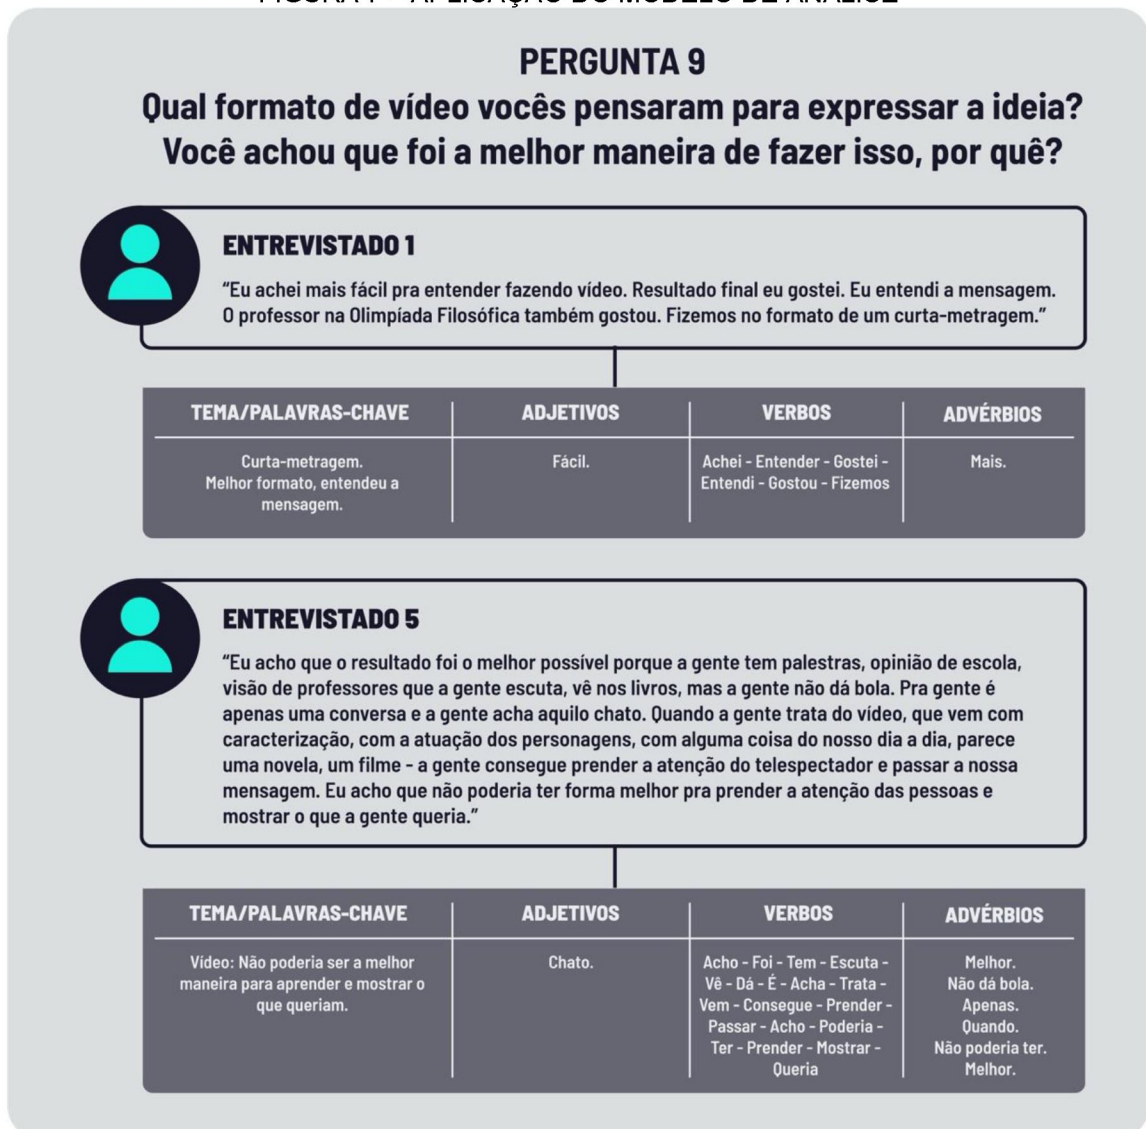 PERGUNTA 9
Qual formato de vídeo vocês pensaram para expressar a ideia?
Você achou que foi a melhor maneira de fazer isso, por quê?
ENTREVISTADO 1
“Eu achei mais fácil pra entender fazendo vídeo. Resultado final eu gostei. Eu entendi a mensagem.
O professor na Olimpíada Filosófica também gostou. Fizemos no formato de um curta-metragem.”
TEMA/PALAVRAS-CHAVE ADJETIVOS VERBOS ADVÉRBIOS
Curta-metragem. Fácil. Achei - Entender - Gostei - Mais.
Melhor formato, entendeu a Entendi - Gostou - Fizemos
mensagem.
ENTREVISTADO 5
“Eu acho que o resultado foi o melhor possível porque a gente tem palestras, opinião de escola,
visão de professores que a gente escuta, vê nos livros, mas a gente não dá bola. Pra gente é
apenas uma conversa e a gente acha aquilo chato. Quando a gente trata do vídeo, que vem com
caracterização, com a atuação dos personagens, com alguma coisa do nosso dia a dia, parece
uma novela, um filme - a gente consegue prender a atenção do telespectador e passar a nossa
mensagem. Eu acho que não poderia ter forma melhor pra prender a atenção das pessoas e
mostrar o que a gente queria.”
TEMA/PALAVRAS-CHAVE ADJETIVOS VERBOS ADVÉRBIOS
Vídeo: Não poderia ser a melhor Chato. Acho - Foi - Tem - Escuta - Melhor.
maneira para aprender e mostrar o Vê - Dá - É - Acha - Trata - Não dá bola.
que queriam. Vem - Consegue - Prender - Apenas.
Passar - Acho - Poderia - Quando.
Ter - Prender - Mostrar - Não poderia ter.
Queria Melhor.